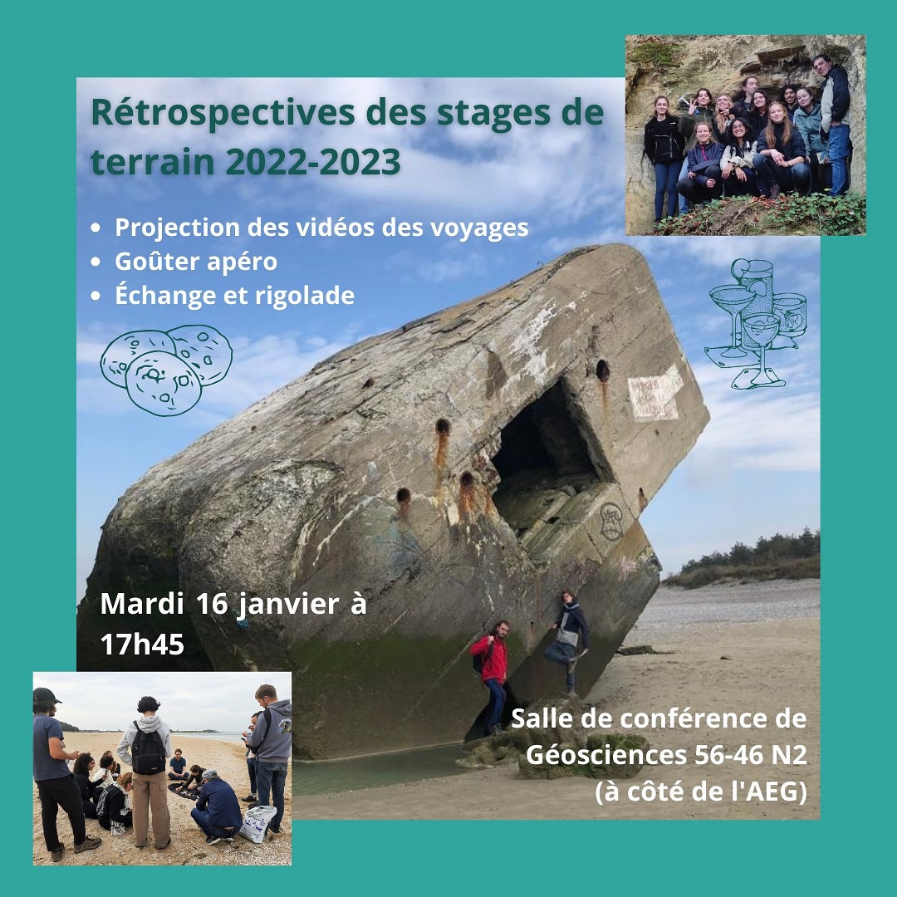 Rétrospectives des stages de
terrain 2022-2023
• Projection des vidéos des voyages
• Goûter apéro
• Échange et rigolade
Mardi 16 janvier à
17h45
Salle de conférence de
Géosciences 56-46 N2
(à côté de l'AEG)